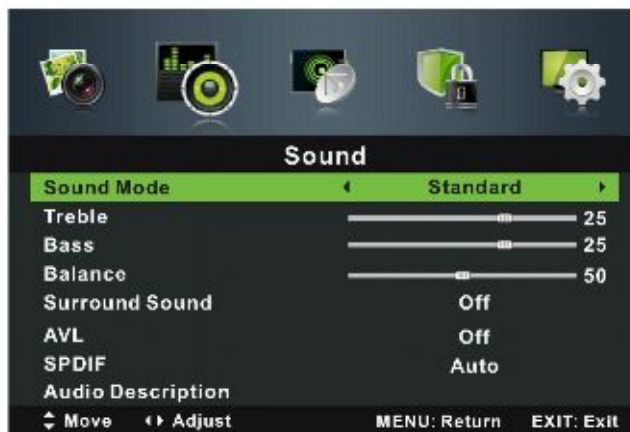 Sound
Sound Mode Standard
Treble 25
Bass 25
Balance 50
Surround Sound Off
AVL Off
SPDIF Auto
Audio Description
Move Adjust MENU: Return EXIT: Exit